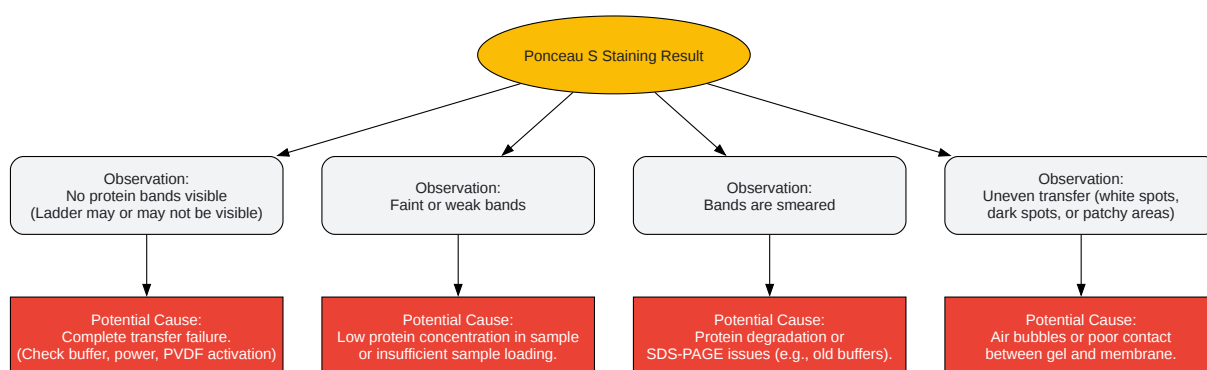 Ponceau S Staining Result
Observation:
No protein bands visible
(Ladder may or may not be visible)
Observation:
Faint or weak bands
Observation:
Bands are smeared
Observation:
Uneven transfer (white spots,
dark spots, or patchy areas)
Potential Cause:
Complete transfer failure.
(Check buffer, power, PVDF activation)
Potential Cause:
Low protein concentration in sample
or insufficient sample loading.
Potential Cause:
Protein degradation or
SDS-PAGE issues (e.g., old buffers).
Potential Cause:
Air bubbles or poor contact
between gel and membrane.